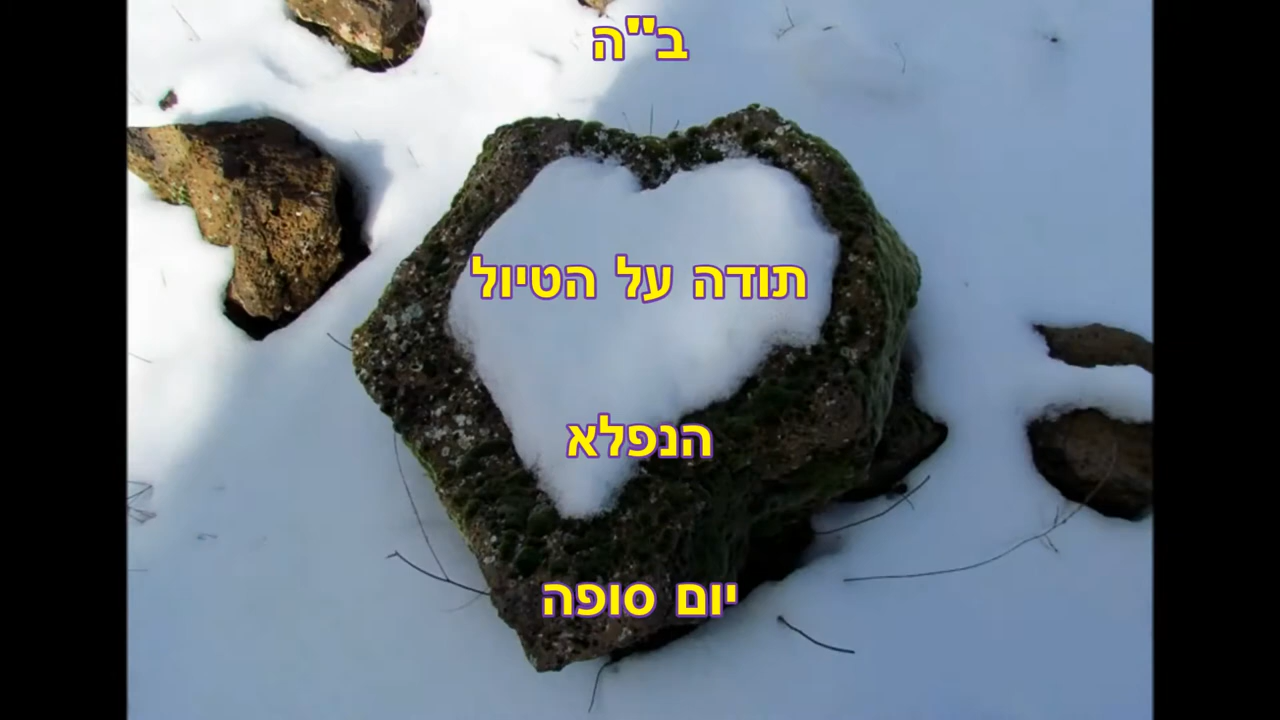 ב"ה
תודה על הטיול
הנפלא
יום סופה